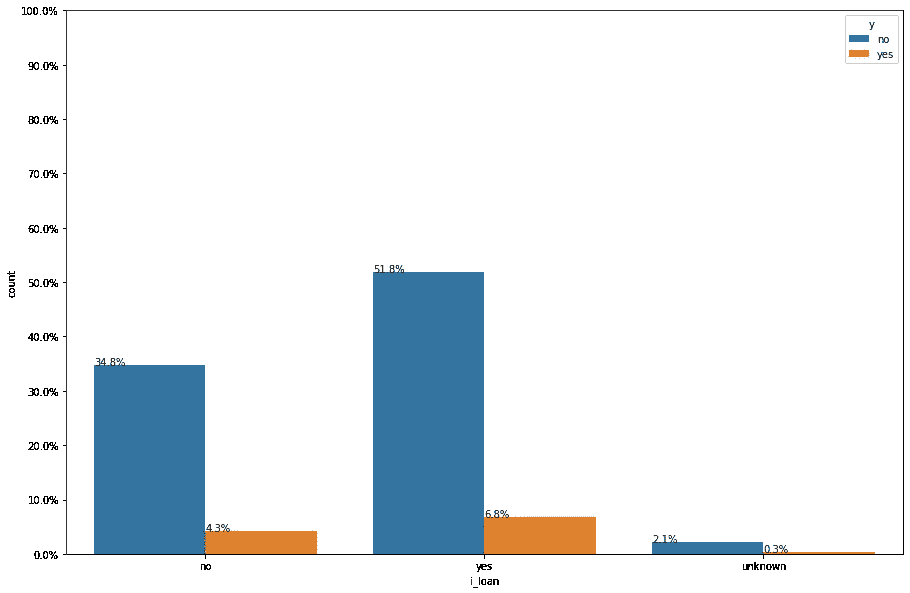 100.0%
90.0%
80.0%
70.0%
60.0%
50.0%
40.0%
30.0%
20.0%
10.0%
0.0%
count
y
no
yes
34.8%
4.3%
51.8%
6.8%
2.1%
0.3%
no
yes
unknown
i_loan